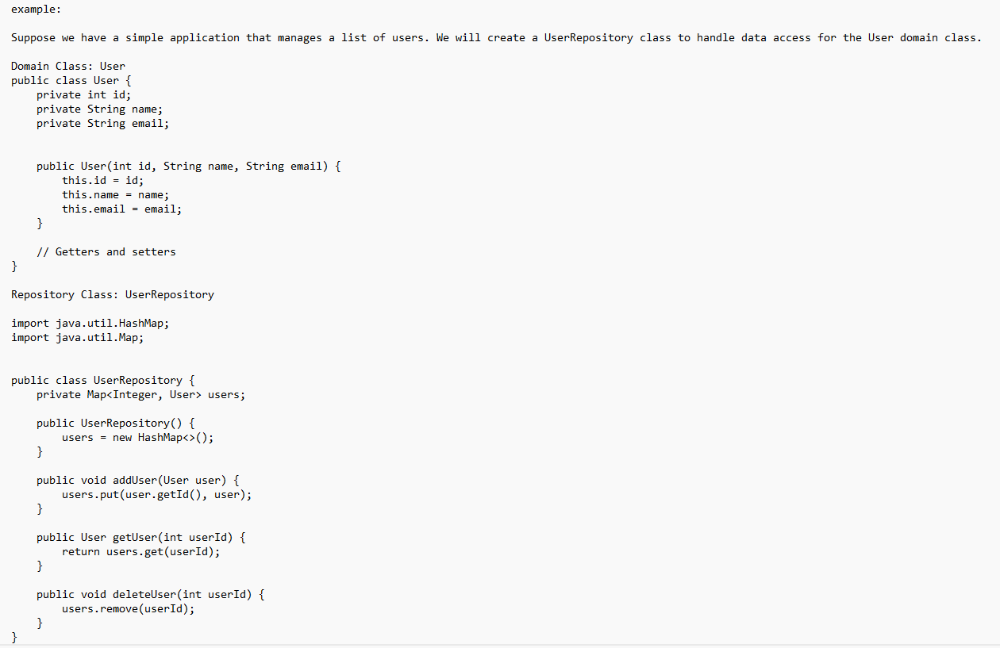 example:
Suppose we have a simple application that manages a list of users. We will create a UserRepository class to handle data access for the User domain class.
Domain Class: User
public class User {
    private int id;
    private String name;
    private String email;
    public User(int id, String name, String email) {
        this.id = id;
        this.name = name;
        this.email = email;
    }
    // Getters and setters
}
Repository Class: UserRepository
import java.util.HashMap;
import java.util.Map;
public class UserRepository {
    private Map<Integer, User> users;
    public UserRepository() {
        users = new HashMap<>();
    }
    public void addUser(User user) {
        users.put(user.getId(), user);
    }
    public User getUser(int userId) {
        return users.get(userId);
    }
    public void deleteUser(int userId) {
        users.remove(userId);
    }
}